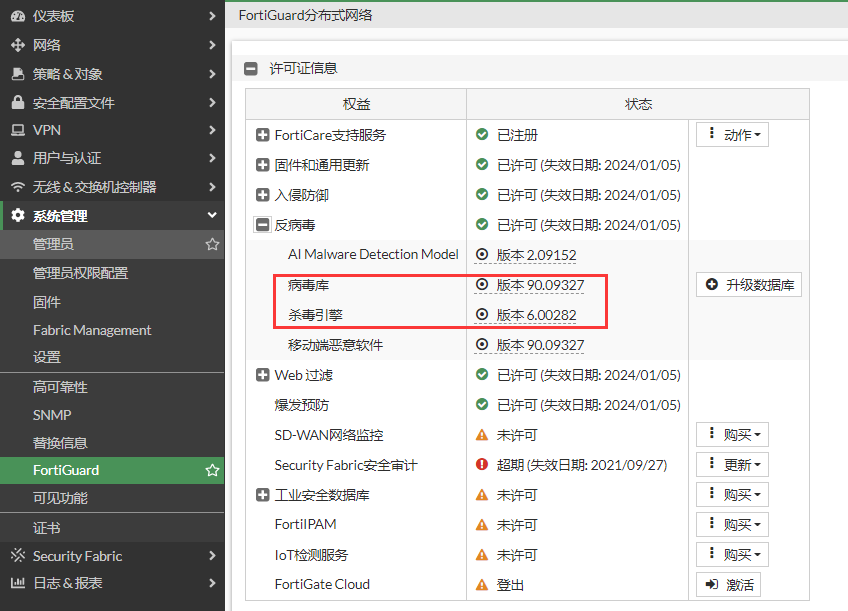 仪表板
网络
策略 & 对象
安全配置文件
VPN
用户与认证
无线 & 交换机控制器
系统管理
管理员
管理员权限配置
固件
Fabric Management
设置
高可靠性
SNMP
替换信息
FortiGuard
可见功能
证书
Security Fabric
日志 & 报表
FortiGuard分布式网络
许可证信息
权益 状态
FortiCare支持服务 已注册 动作
固件和通用更新 已许可 (失效日期: 2024/01/05)
入侵防御 已许可 (失效日期: 2024/01/05)
反病毒 已许可 (失效日期: 2024/01/05)
AI Malware Detection Model 版本 2.09152
病毒库 版本 90.09327 升级数据库
杀毒引擎 版本 6.00282
移动端恶意软件 版本 90.09327
Web 过滤 已许可 (失效日期: 2024/01/05)
爆发预防 已许可 (失效日期: 2024/01/05)
SD-WAN网络监控 未许可 购买
Security Fabric安全审计 超期 (失效日期: 2021/09/27) 更新
工业安全数据库 未许可 购买
FortiIPAM 未许可 购买
IoT检测服务 未许可 购买
FortiGate Cloud 登出 激活